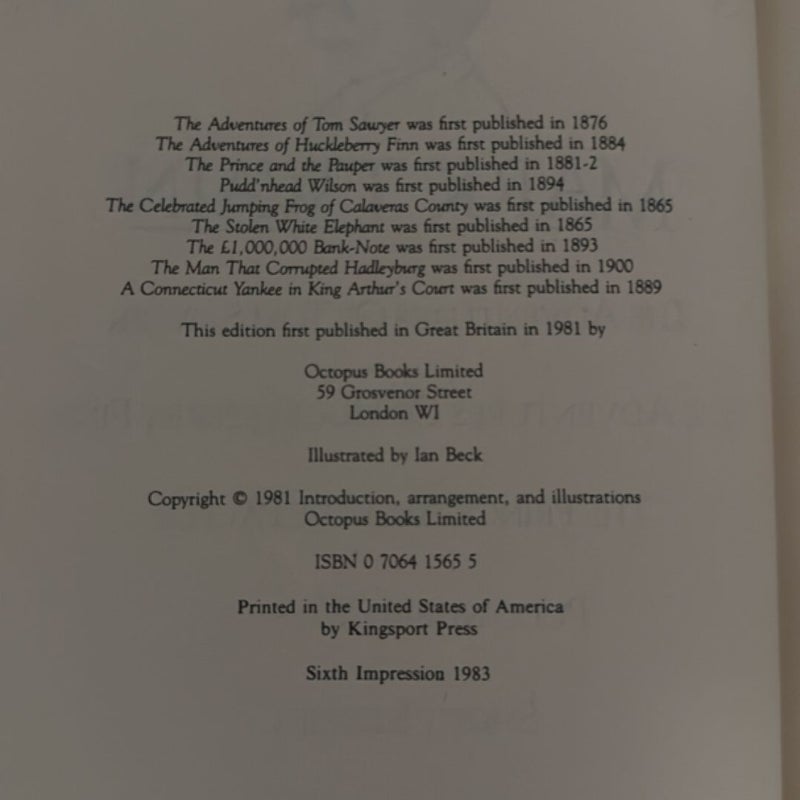 The Adventures of Tom Sawyer was first published in 1876
The Adventures of Huckleberry Finn was first published in 1884
The Prince and the Pauper was first published in 1881-2
Pudd'nhead Wilson was first published in 1894
The Celebrated Jumping Frog of Calaveras County was first published in 1865
The Stolen White Elephant was first published in 1865
The £1,000,000 Bank-Note was first published in 1893
The Man That Corrupted Hadleyburg was first published in 1900
A Connecticut Yankee in King Arthur's Court was first published in 1889
This edition first published in Great Britain in 1981 by
Octopus Books Limited
59 Grosvenor Street
London WI
Illustrated by Ian Beck
Copyright © 1981 Introduction, arrangement, and illustrations
Octopus Books Limited
ISBN 0 7064 1565 5
Printed in the United States of America
by Kingsport Press
Sixth Impression 1983